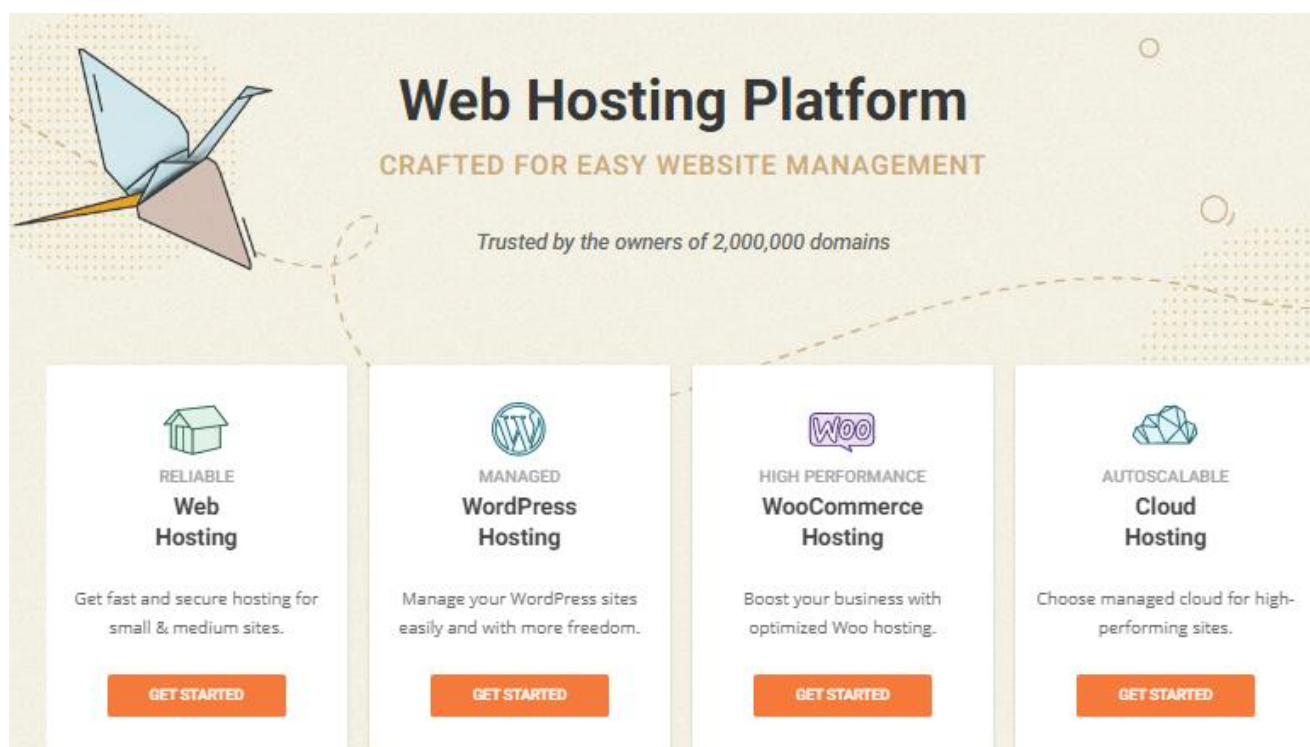 Web Hosting Platform
CRAFTED FOR EASY WEBSITE MANAGEMENT
Trusted by the owners of 2,000,000 domains
RELIABLE
Web
Hosting
Get fast and secure hosting for
small & medium sites.
GET STARTED
MANAGED
WordPress
Hosting
Manage your WordPress sites
easily and with more freedom.
GET STARTED
Woo
HIGH PERFORMANCE
WooCommerce
Hosting
Boost your business with
optimized Woo hosting.
GET STARTED
AUTOSCALABLE
Cloud
Hosting
Choose managed cloud for high-
performing sites.
GET STARTED